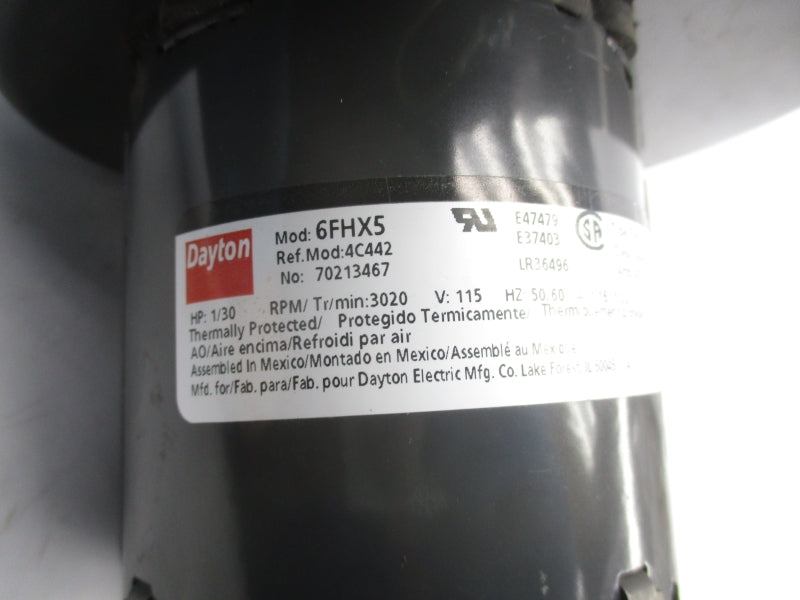 Dayton
Mod: 6FHX5
Ref.Mod:4C442
No: 70213467
E47479
E37403
LR36496
HP: 1/30 RPM/ Tr/min:3020 V: 115 HZ: 50/60
Thermally Protected/ Protegido Termicamente/
AO/Aire encima/Refroidi par air
Assembled In Mexico/Montado en Mexico/Assemblé au Mexique
Mfd. for/Fab. para/Fab. pour Dayton Electric Mfg. Co. Lake Forest, IL 60045